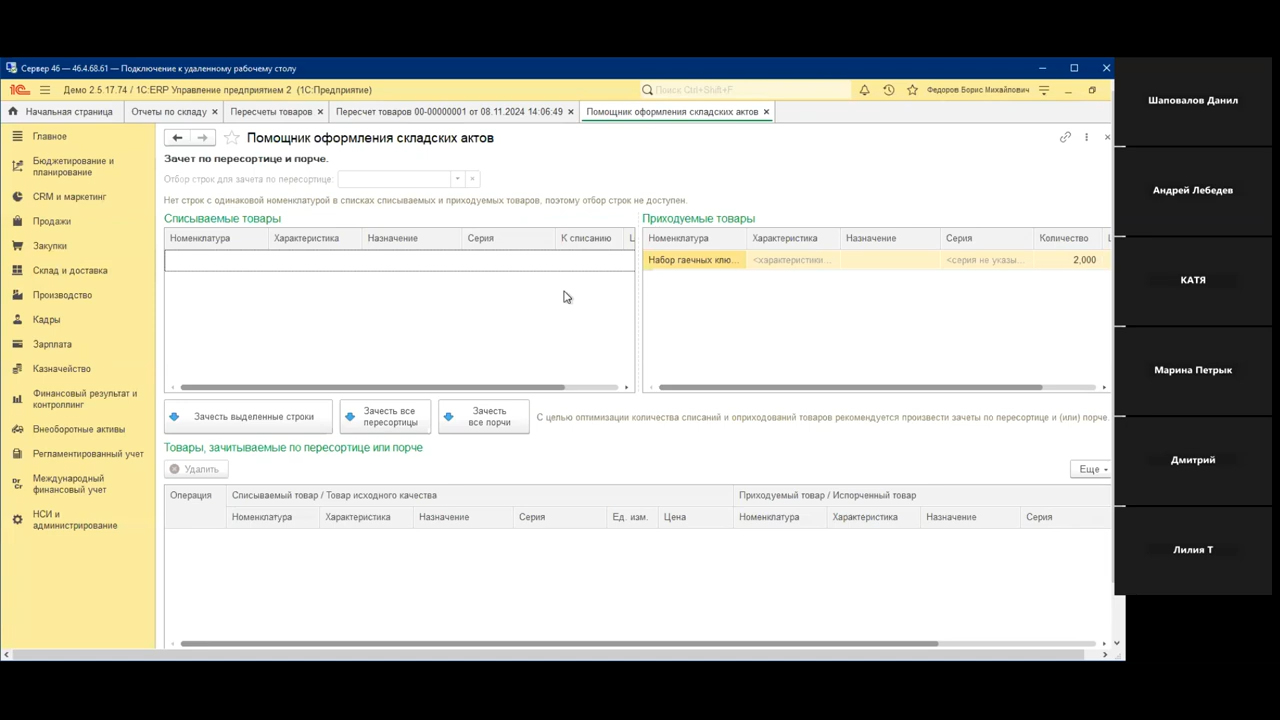 Сервер 46 — 46.4.68.61 — Подключение к удаленному рабочему столу
1С Демо 2.5.17.74 / 1C:ERP Управление предприятием 2 (1С:Предприятие)
Поиск Ctrl+Shift+F
Федоров Борис Михайлович
Начальная страница
Отчеты по складу ×
Пересчеты товаров ×
Пересчет товаров 00-00000001 от 08.11.2024 14:06:49 ×
Помощник оформления складских актов ×
Главное
Бюджетирование и
планирование
CRM и маркетинг
Продажи
Закупки
Склад и доставка
Производство
Кадры
Зарплата
Казначейство
Финансовый результат и
контроллинг
Внеоборотные активы
Регламентированный учет
Международный
финансовый учет
НСИ и
администрирование
Помощник оформления складских актов
Зачет по пересортице и порче.
Отбор строк для зачета по пересортице:
Нет строк с одинаковой номенклатурой в списках списываемых и приходуемых товаров, поэтому отбор строк не доступен.
Списываемые товары
Номенклатура Характеристика Назначение Серия К списанию Ц
Приходуемые товары
Номенклатура Характеристика Назначение Серия Количество
Набор гаечных клю... <характеристики... <серия не указы... 2,000
Зачесть выделенные строки
Зачесть все
пересортицы
Зачесть
все порчи
С целью оптимизации количества списаний и оприходований товаров рекомендуется произвести зачеты по пересортице и (или) порче.
Товары, зачитываемые по пересортице или порче
Удалить
Еще
Операция Списываемый товар / Товар исходного качества Приходуемый товар / Испорченный товар
Номенклатура Характеристика Назначение Серия Ед. изм. Цена Номенклатура Характеристика Назначение Серия
Шаповалов Данил
Андрей Лебедев
КАТЯ
Марина Петрык
Дмитрий
Лилия Т